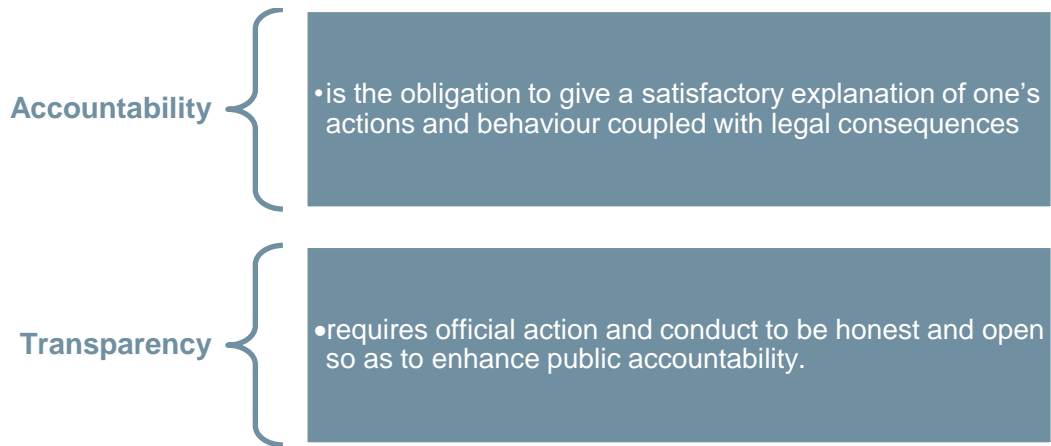 Accountability
•is the obligation to give a satisfactory explanation of one’s
actions and behaviour coupled with legal consequences
Transparency
•requires official action and conduct to be honest and open
so as to enhance public accountability.